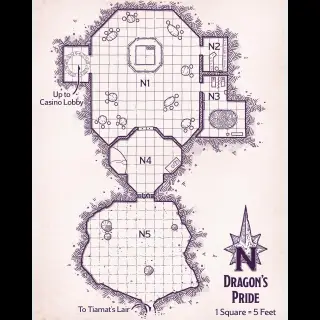 N2
N1
N3
Up to
Casino Lobby
N4
N5
N
DRAGON'S
PRIDE
To Tiamat's Lair
1 Square = 5 Feet